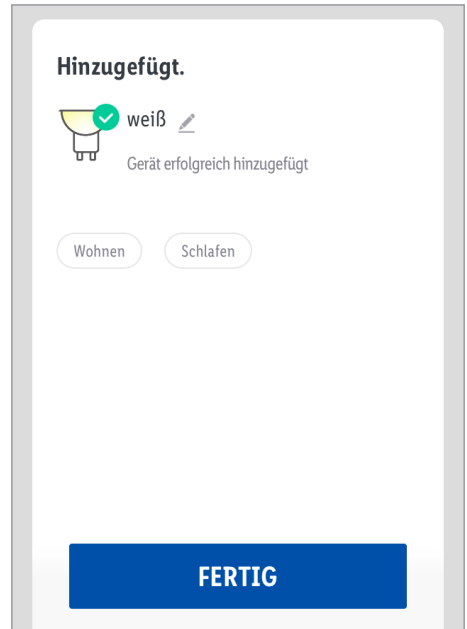 Hinzugefügt.
weiß
Gerät erfolgreich hinzugefügt
Wohnen Schlafen
FERTIG